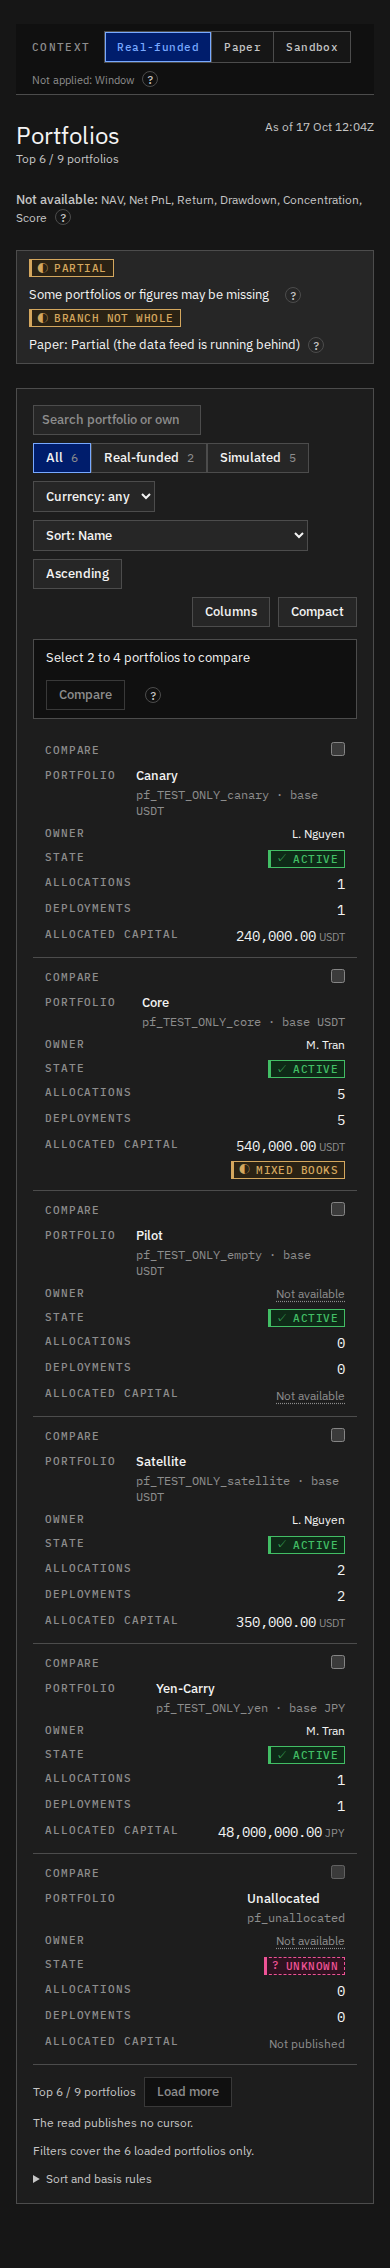 CONTEXT Real-funded Paper Sandbox
Not applied: Window ?
Portfolios As of 17 Oct 12:04Z
Top 6 / 9 portfolios
Not available: NAV, Net PnL, Return, Drawdown, Concentration,
Score ?
PARTIAL
Some portfolios or figures may be missing ?
BRANCH NOT WHOLE
Paper: Partial (the data feed is running behind) ?
Search portfolio or own
All 6 Real-funded 2 Simulated 5
Currency: any
Sort: Name
Ascending
Columns Compact
Select 2 to 4 portfolios to compare
Compare ?
COMPARE
PORTFOLIO Canary
pf_TEST_ONLY_canary · base
USDT
OWNER L. Nguyen
STATE ✓ ACTIVE
ALLOCATIONS 1
DEPLOYMENTS 1
ALLOCATED CAPITAL 240,000.00 USDT
COMPARE
PORTFOLIO Core
pf_TEST_ONLY_core · base USDT
OWNER M. Tran
STATE ✓ ACTIVE
ALLOCATIONS 5
DEPLOYMENTS 5
ALLOCATED CAPITAL 540,000.00 USDT
MIXED BOOKS
COMPARE
PORTFOLIO Pilot
pf_TEST_ONLY_empty · base
USDT
OWNER Not available
STATE ✓ ACTIVE
ALLOCATIONS 0
DEPLOYMENTS 0
ALLOCATED CAPITAL Not available
COMPARE
PORTFOLIO Satellite
pf_TEST_ONLY_satellite · base
USDT
OWNER L. Nguyen
STATE ✓ ACTIVE
ALLOCATIONS 2
DEPLOYMENTS 2
ALLOCATED CAPITAL 350,000.00 USDT
COMPARE
PORTFOLIO Yen-Carry
pf_TEST_ONLY_yen · base JPY
OWNER M. Tran
STATE ✓ ACTIVE
ALLOCATIONS 1
DEPLOYMENTS 1
ALLOCATED CAPITAL 48,000,000.00 JPY
COMPARE
PORTFOLIO Unallocated
pf_unallocated
OWNER Not available
STATE ? UNKNOWN
ALLOCATIONS 0
DEPLOYMENTS 0
ALLOCATED CAPITAL Not published
Top 6 / 9 portfolios Load more
The read publishes no cursor.
Filters cover the 6 loaded portfolios only.
Sort and basis rules